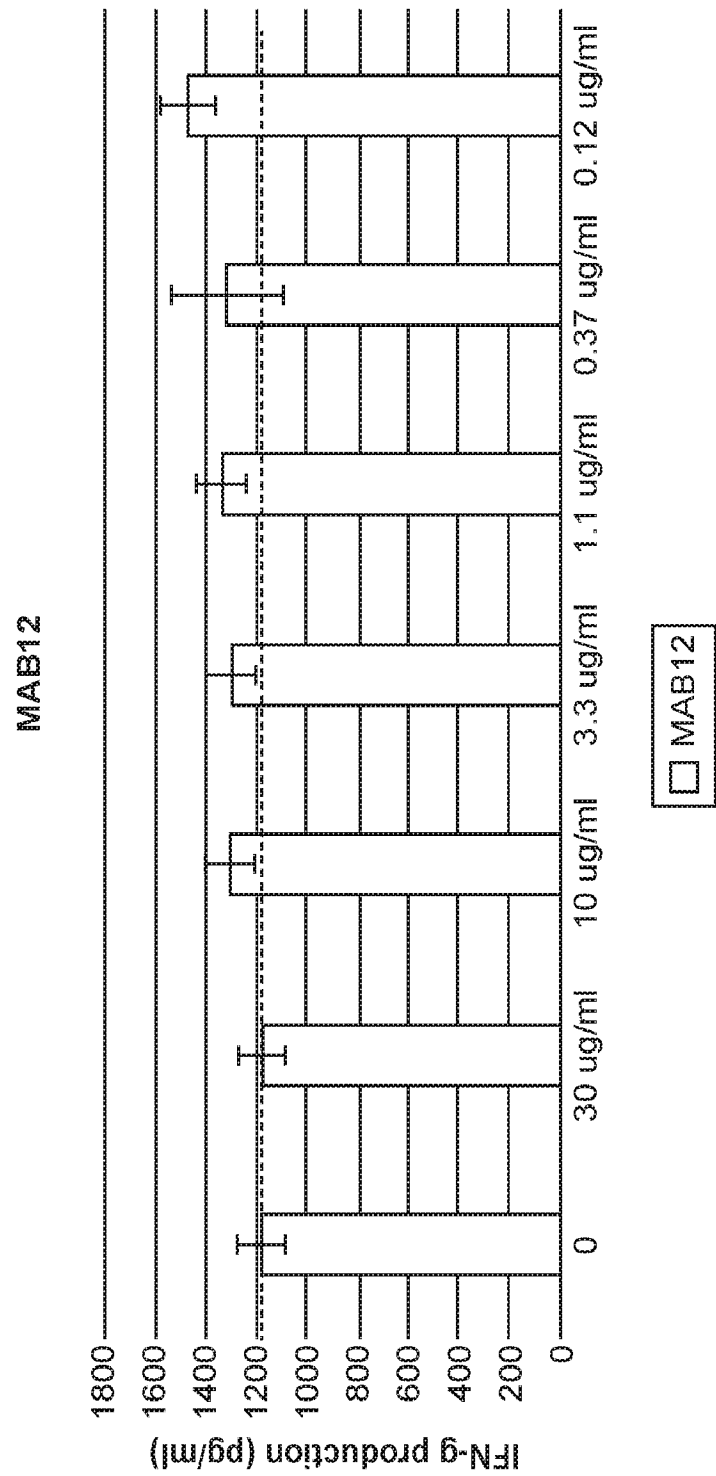 MAB12
IFN-g production (pg/ml)
1800
1600
1400
1200
1000
800
600
400
200
0
0
30 ug/ml
10 ug/ml
3.3 ug/ml
1.1 ug/ml
0.37 ug/ml
0.12 ug/ml
MAB12